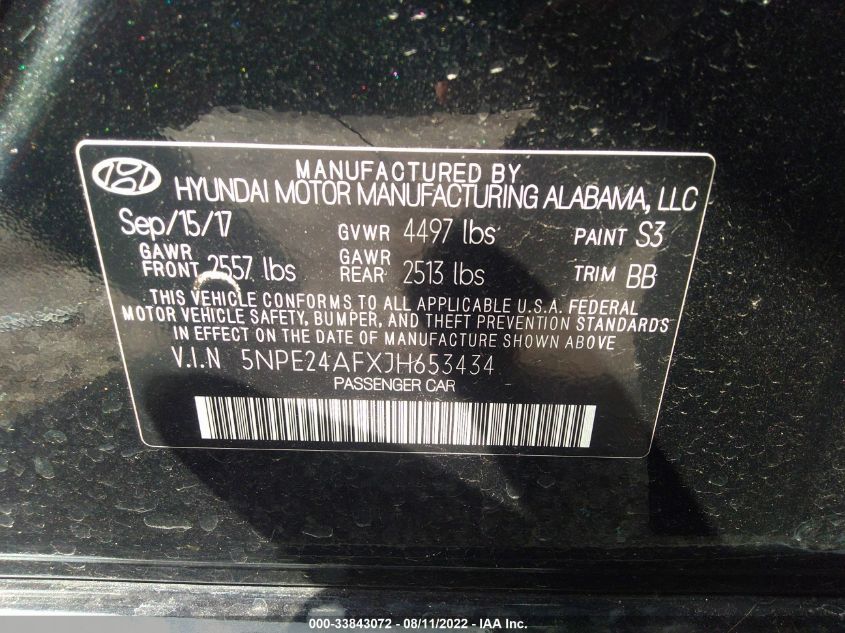 MANUFACTURED BY
HYUNDAI MOTOR MANUFACTURING ALABAMA, LLC
Sep/15/17 GVWR 4497 lbs PAINT S3
GAWR FRONT 2557 lbs GAWR REAR 2513 lbs TRIM BB
THIS VEHICLE CONFORMS TO ALL APPLICABLE U.S.A. FEDERAL
MOTOR VEHICLE SAFETY, BUMPER, AND THEFT PREVENTION STANDARDS
IN EFFECT ON THE DATE OF MANUFACTURE SHOWN ABOVE
V.I.N 5NPE24AFXJH653434
PASSENGER CAR
000-33843072 - 08/11/2022 - IAA Inc.